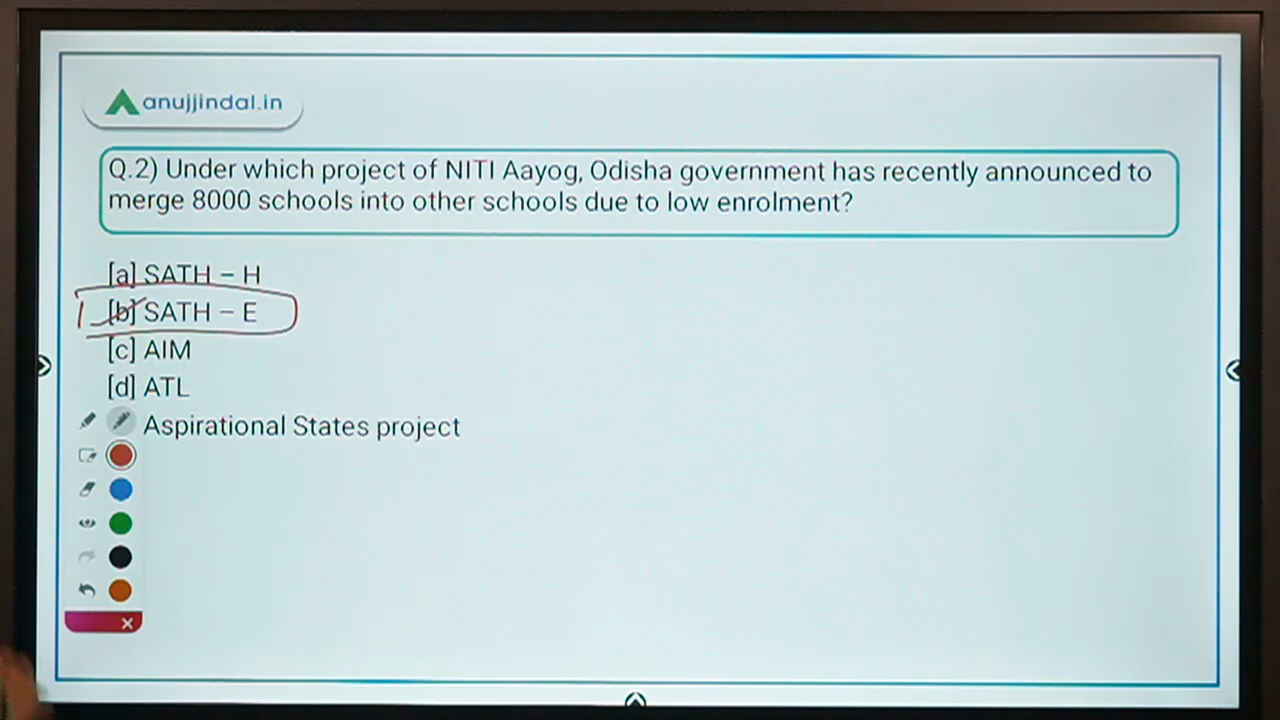 anujjindal.in
Q.2) Under which project of NITI Aayog, Odisha government has recently announced to
merge 8000 schools into other schools due to low enrolment?
[a] SATH – H
[b] SATH – E
[c] AIM
[d] ATL
Aspirational States project